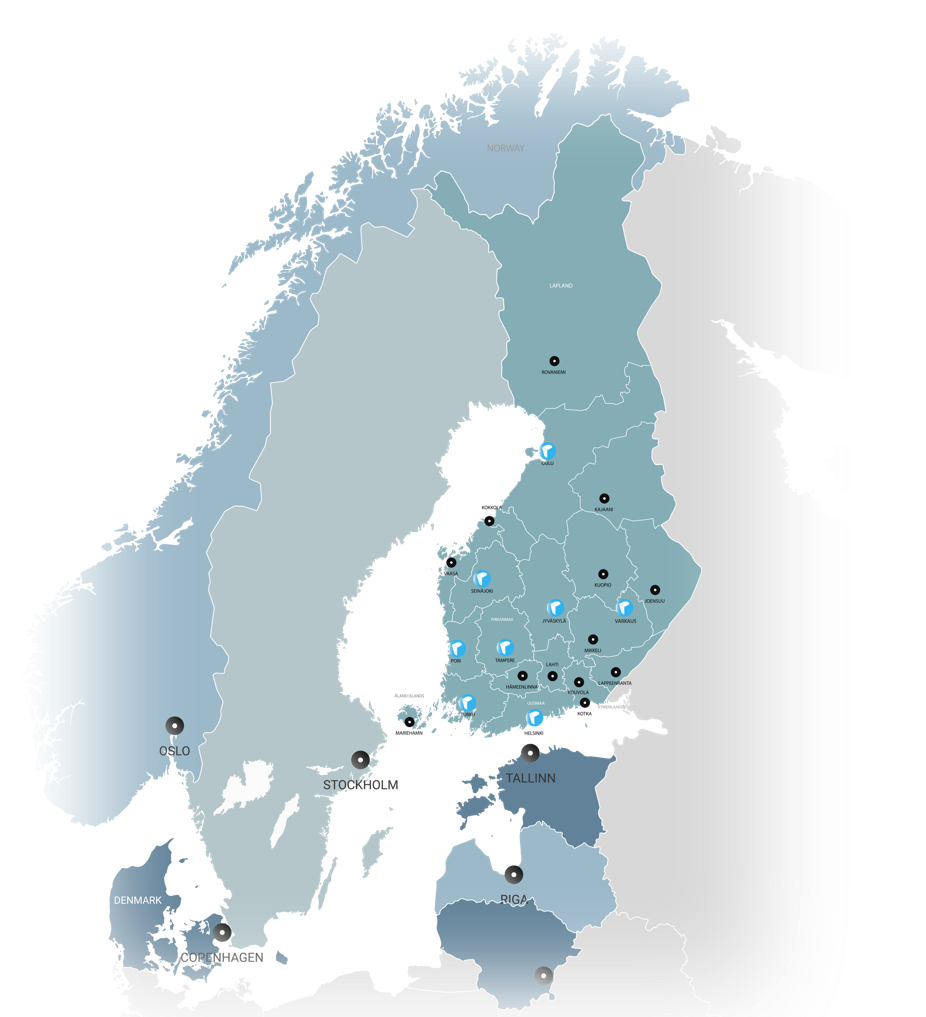 NORWAY
LAPLAND
ROVANIEMI
OULU
KAJAANI
KOKKOLA
VAASA
SEINÄJOKI
KUOPIO
JOENSUU
JYVÄSKYLÄ
VARKAUS
PIRKANMAA
MIKKELI
PORI
TAMPERE
LAHTI
HÄMEENLINNA
KOUVOLA
LAPPEENRANTA
ÅLAND ISLANDS
UUSIMAA
KOTKA
TURKU
MARIEHAMN
HELSINKI
OSLO
STOCKHOLM
TALLINN
RIGA
DENMARK
COPENHAGEN